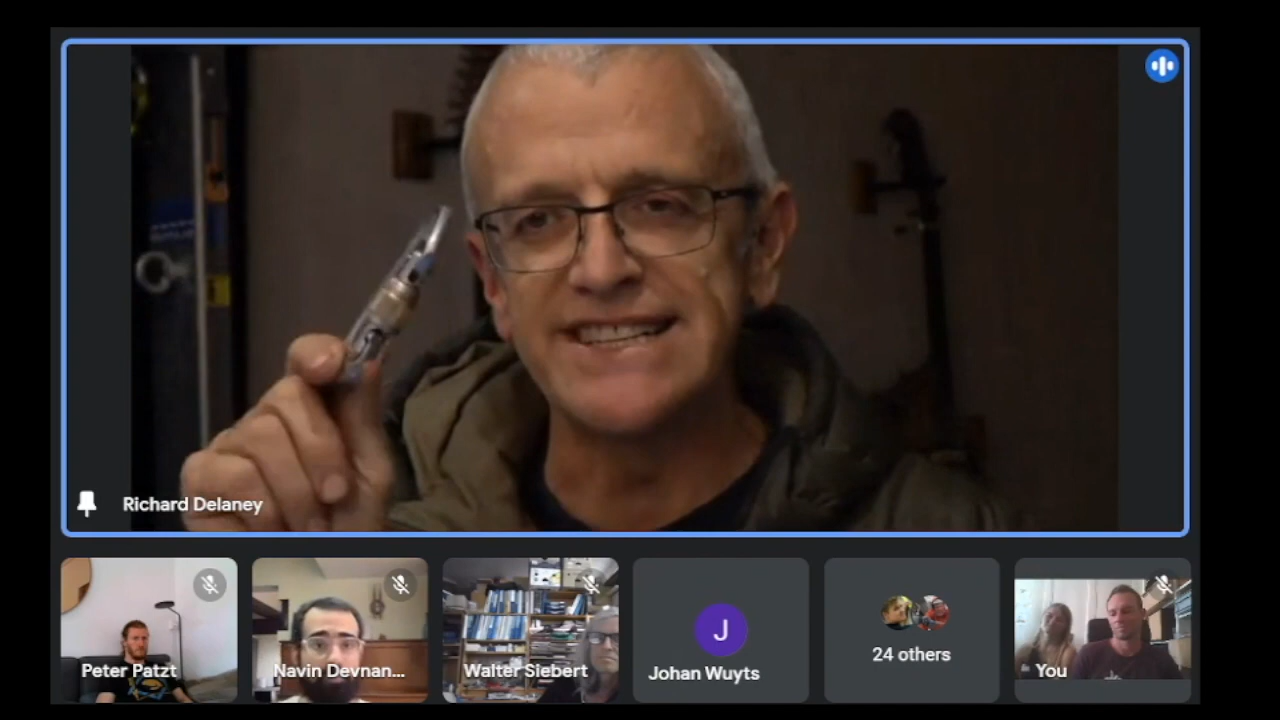 Richard Delaney
Peter Patzt
Navin Devnan...
Walter Siebert
J
Johan Wuyts
24 others
You